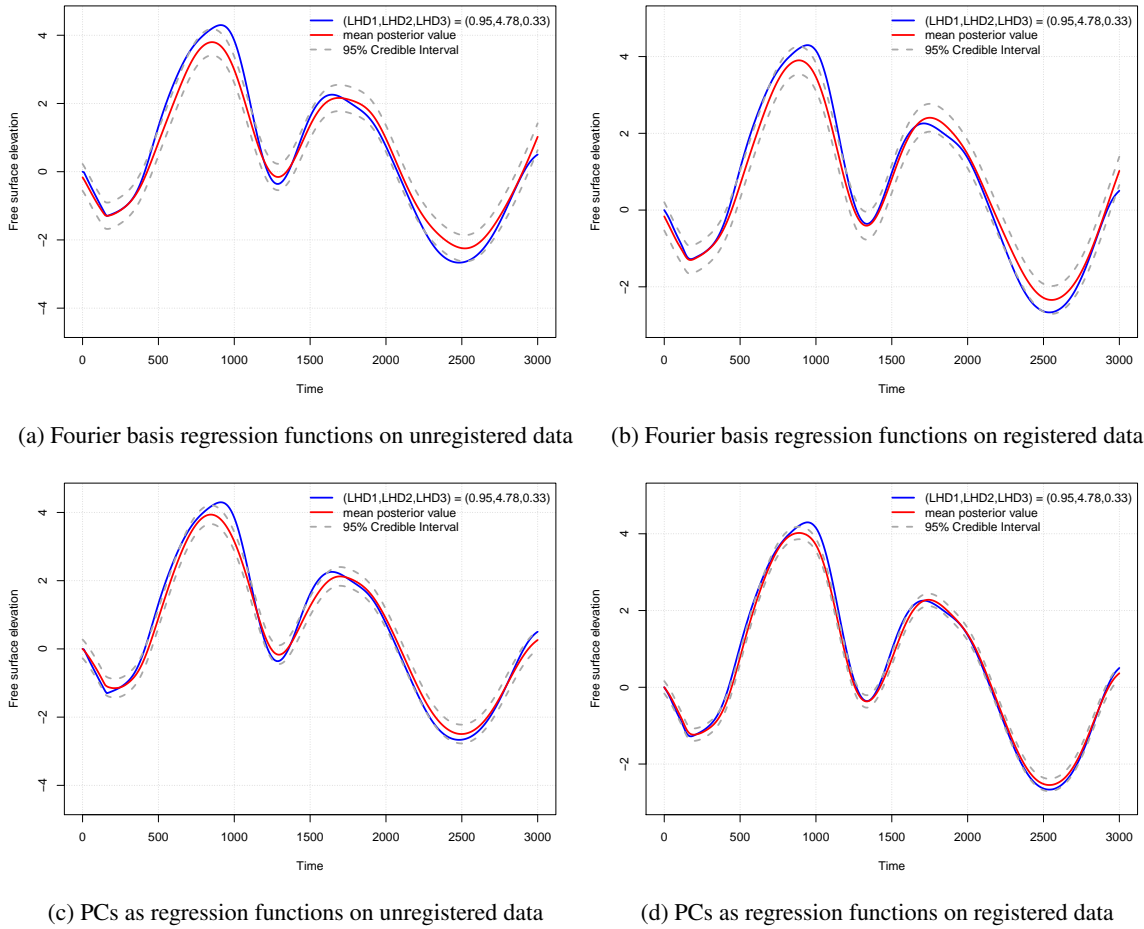 (LHD1,LHD2,LHD3) = (0.95,4.78,0.33)
mean posterior value
95% Credible Interval
Free surface elevation
4
2
0
−2
−4
0 500 1000 1500 2000 2500 3000
Time
(a) Fourier basis regression functions on unregistered data
(LHD1,LHD2,LHD3) = (0.95,4.78,0.33)
mean posterior value
95% Credible Interval
Free surface elevation
4
2
0
−2
0 500 1000 1500 2000 2500 3000
Time
(b) Fourier basis regression functions on registered data
(LHD1,LHD2,LHD3) = (0.95,4.78,0.33)
mean posterior value
95% Credible Interval
Free surface elevation
4
2
0
−2
−4
0 500 1000 1500 2000 2500 3000
Time
(c) PCs as regression functions on unregistered data
(LHD1,LHD2,LHD3) = (0.95,4.78,0.33)
mean posterior value
95% Credible Interval
Free surface elevation
4
2
0
−2
0 500 1000 1500 2000 2500 3000
Time
(d) PCs as regression functions on registered data